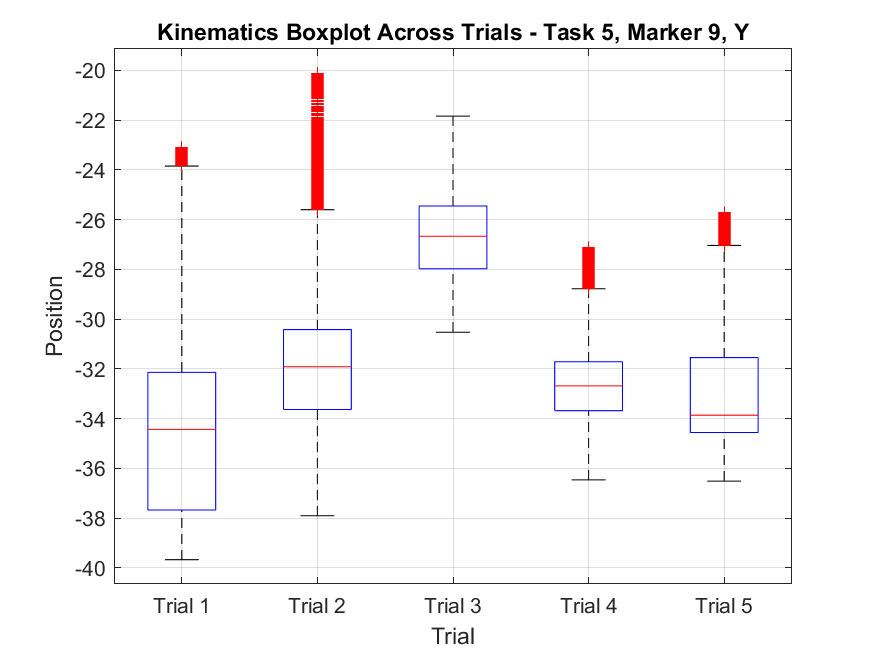 Kinematics Boxplot Across Trials - Task 5, Marker 9, Y
-20
-22
-24
-26
-28
-30
-32
-34
-36
-38
-40
Position
Trial 1 Trial 2 Trial 3 Trial 4 Trial 5
Trial